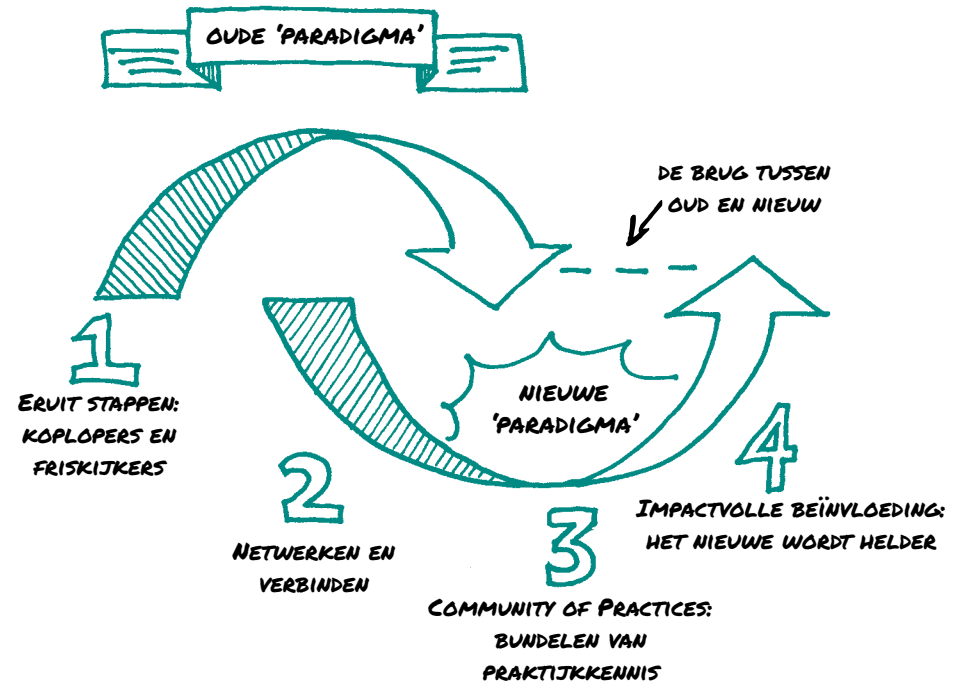 OUDE 'PARADIGMA'
DE BRUG TUSSEN
OUD EN NIEUW
1
ERUIT STAPPEN:
KOPLOPERS EN
FRISKIJKERS
NIEUWE
'PARADIGMA'
2
NETWERKEN EN
VERBINDEN
3
COMMUNITY OF PRACTICES:
BUNDELEN VAN
PRAKTIJKKENNIS
4
IMPACTVOLLE BEÏNVLOEDING:
HET NIEUWE WORDT HELDER